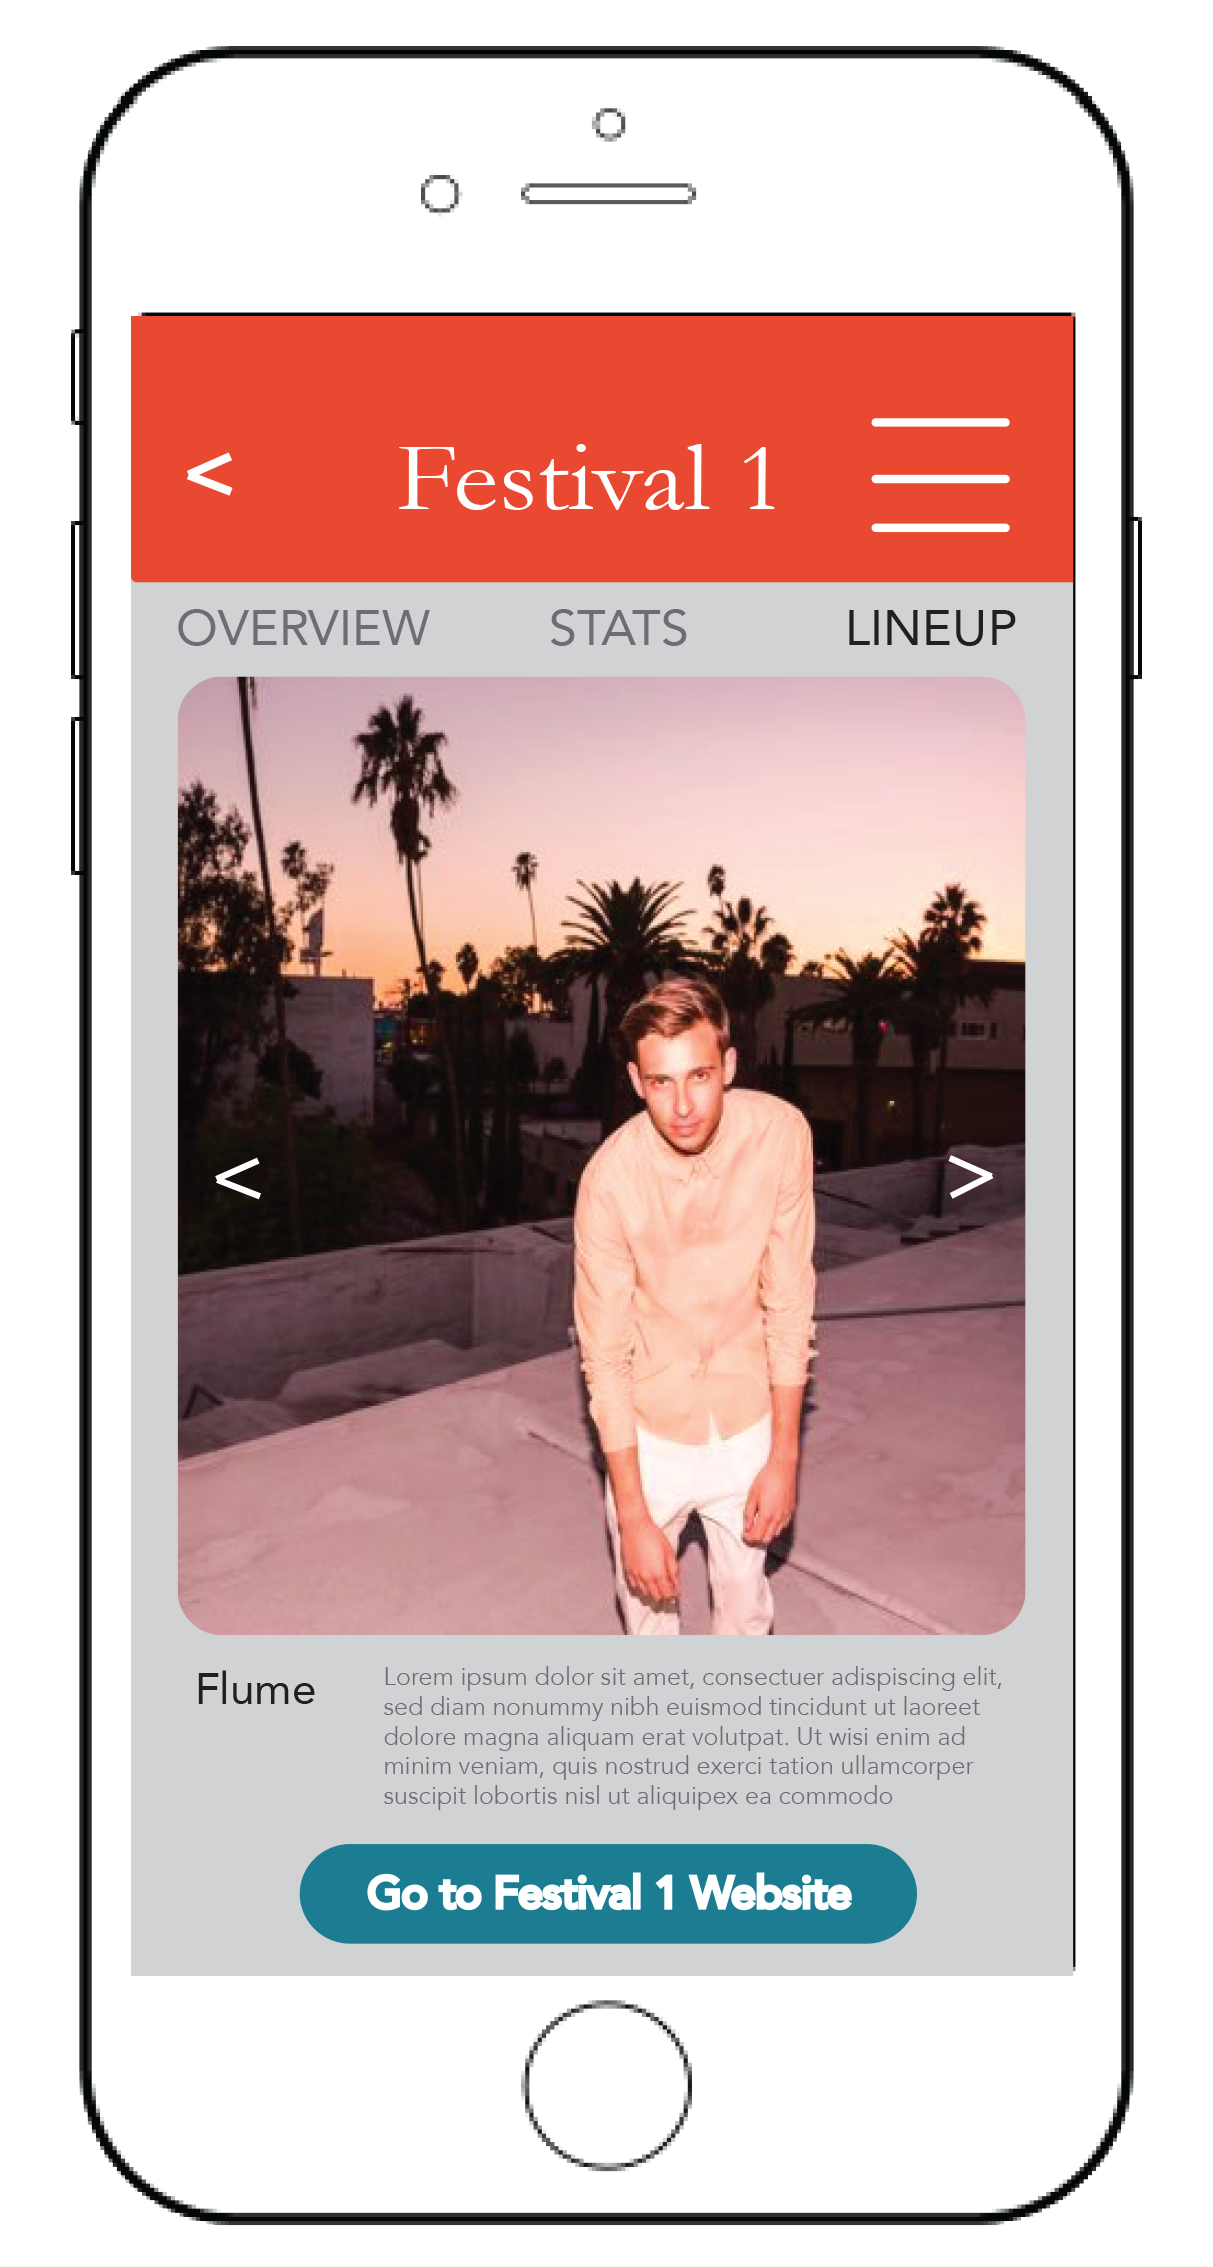 <
Festival 1
OVERVIEW STATS LINEUP
< >
Flume
Lorem ipsum dolor sit amet, consectuer adispiscing elit,
sed diam nonummy nibh euismod tincidunt ut laoreet
dolore magna aliquam erat volutpat. Ut wisi enim ad
minim veniam, quis nostrud exerci tation ullamcorper
suscipit lobortis nisl ut aliquipex ea commodo
Go to Festival 1 Website